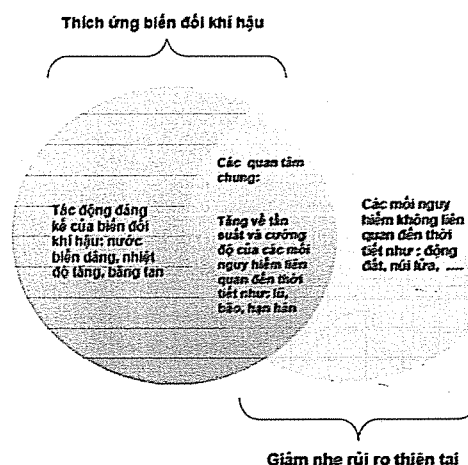 Thích ứng biến đổi khí hậu
Tác động đáng
kể của biến đổi
khí hậu: nước
biển dâng, nhiệt
độ tăng, băng tan
Các quan tâm
chung:
Tăng về tần
suất và cường
độ của các mối
nguy hiểm liên
quan đến thời
tiết như: lũ,
bão, hạn hán
Các mối nguy
hiểm không liên
quan đến thời
tiết như : động
đất, núi lửa, ....
Giảm nhẹ rủi ro thiên tai